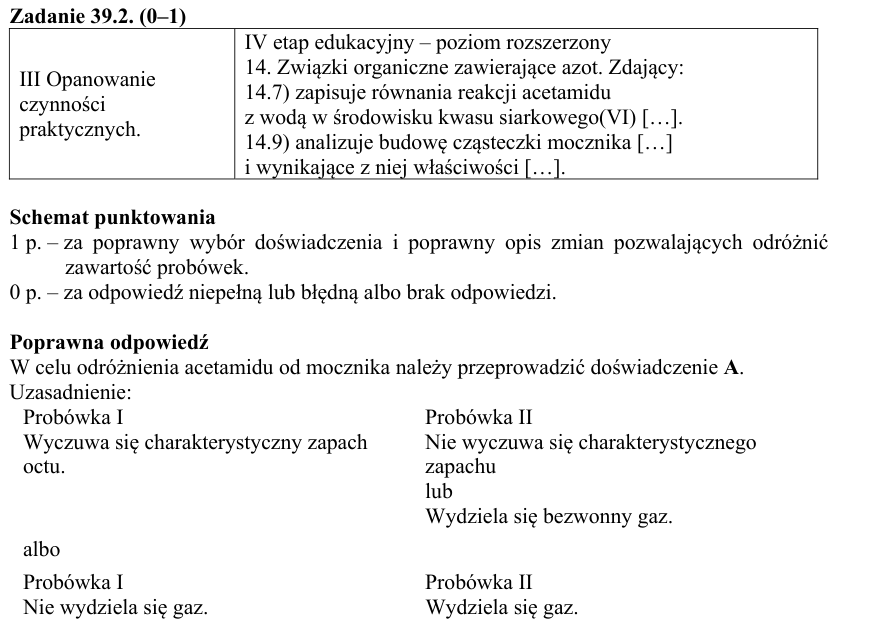 Zadanie 39.2. (0–1)
III Opanowanie
czynności
praktycznych.
IV etap edukacyjny – poziom rozszerzony
14. Związki organiczne zawierające azot. Zdający:
14.7) zapisuje równania reakcji acetamidu
z wodą w środowisku kwasu siarkowego(VI) […].
14.9) analizuje budowę cząsteczki mocznika […]
i wynikające z niej właściwości […].
Schemat punktowania
1 p. – za poprawny wybór doświadczenia i poprawny opis zmian pozwalających odróżnić
zawartość probówek.
0 p. – za odpowiedź niepełną lub błędną albo brak odpowiedzi.
Poprawna odpowiedź
W celu odróżnienia acetamidu od mocznika należy przeprowadzić doświadczenie A.
Uzasadnienie:
Probówka I
Wyczuwa się charakterystyczny zapach
octu.
Probówka II
Nie wyczuwa się charakterystycznego
zapachu
lub
Wydziela się bezwonny gaz.
albo
Probówka I
Nie wydziela się gaz.
Probówka II
Wydziela się gaz.